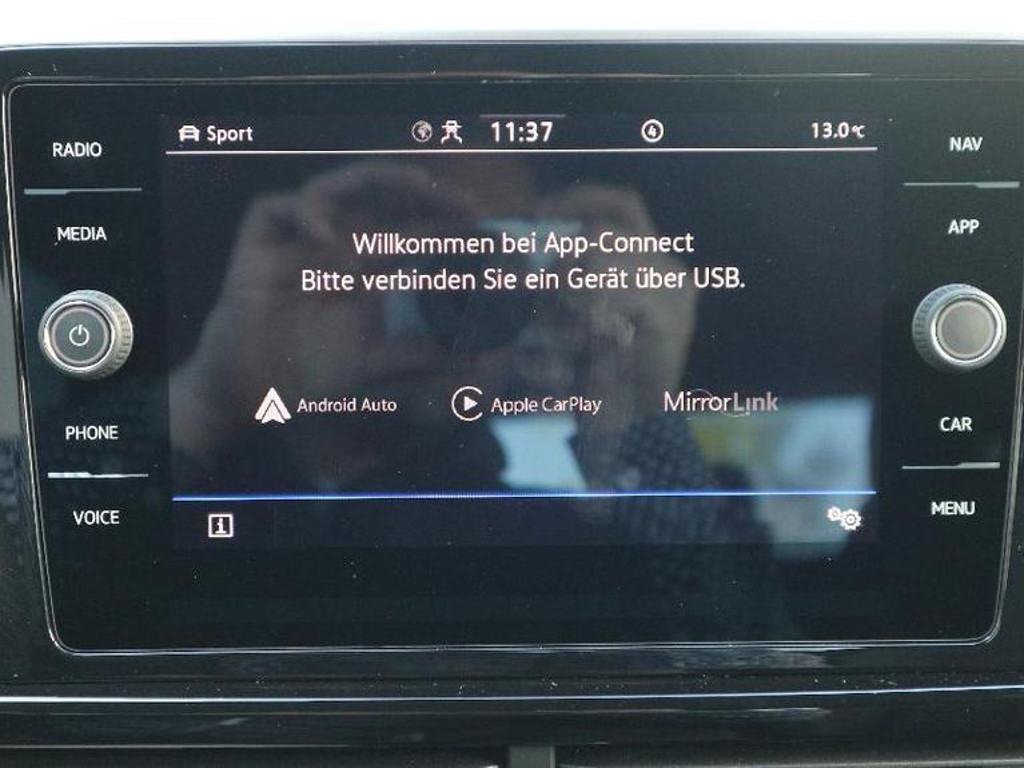 RADIO
MEDIA
PHONE
VOICE
Sport 11:37 4 13.0°C
Willkommen bei App-Connect
Bitte verbinden Sie ein Gerät über USB.
Android Auto Apple CarPlay MirrorLink
i
NAV
APP
CAR
MENU